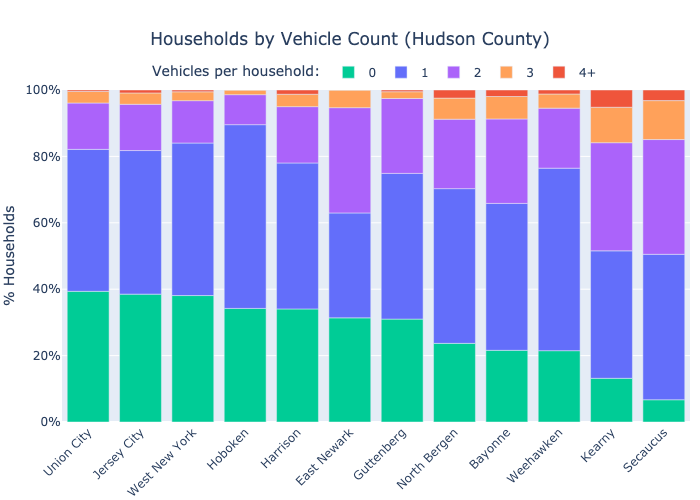 Households by Vehicle Count (Hudson County)
Vehicles per household: 0 1 2 3 4+
% Households
100%
80%
60%
40%
20%
0%
Union City
Jersey City
West New York
Hoboken
Harrison
East Newark
Guttenberg
North Bergen
Bayonne
Weehawken
Kearny
Secaucus